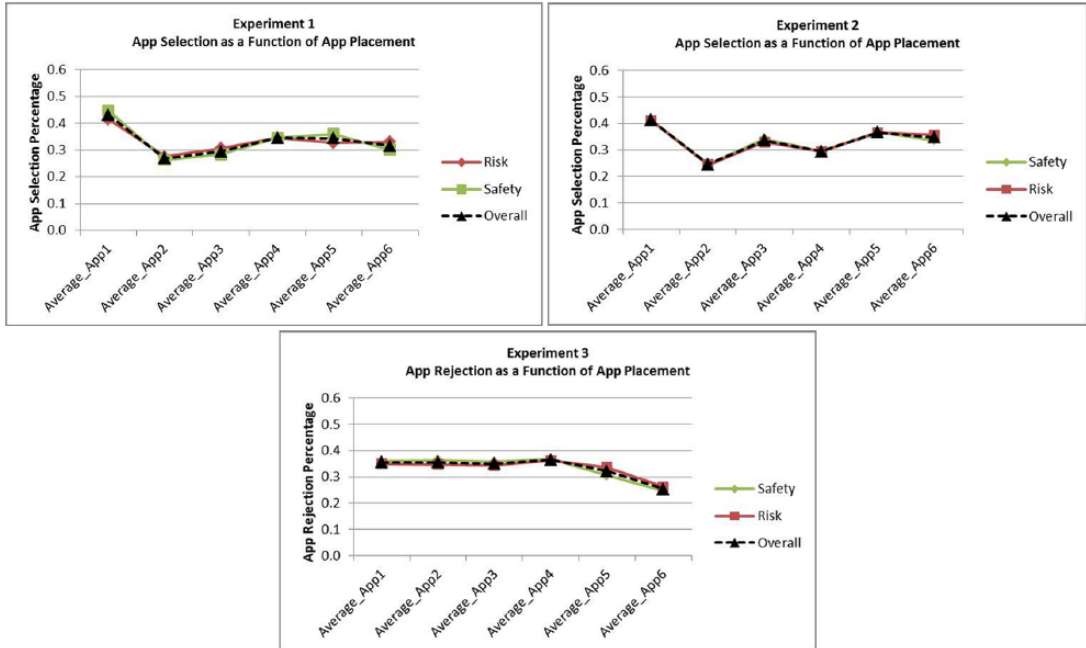 Experiment 1
App Selection as a Function of App Placement
App Selection Percentage
0.6
0.5
0.4
0.3
0.2
0.1
0.0
Average_App1
Average_App2
Average_App3
Average_App4
Average_App5
Average_App6
Risk
Safety
Overall
Experiment 2
App Selection as a Function of App Placement
App Selection Percentage
0.6
0.5
0.4
0.3
0.2
0.1
0.0
Average_App1
Average_App2
Average_App3
Average_App4
Average_App5
Average_App6
Safety
Risk
Overall
Experiment 3
App Rejection as a Function of App Placement
App Rejection Percentage
0.6
0.5
0.4
0.3
0.2
0.1
0.0
Average_App1
Average_App2
Average_App3
Average_App4
Average_App5
Average_App6
Safety
Risk
Overall